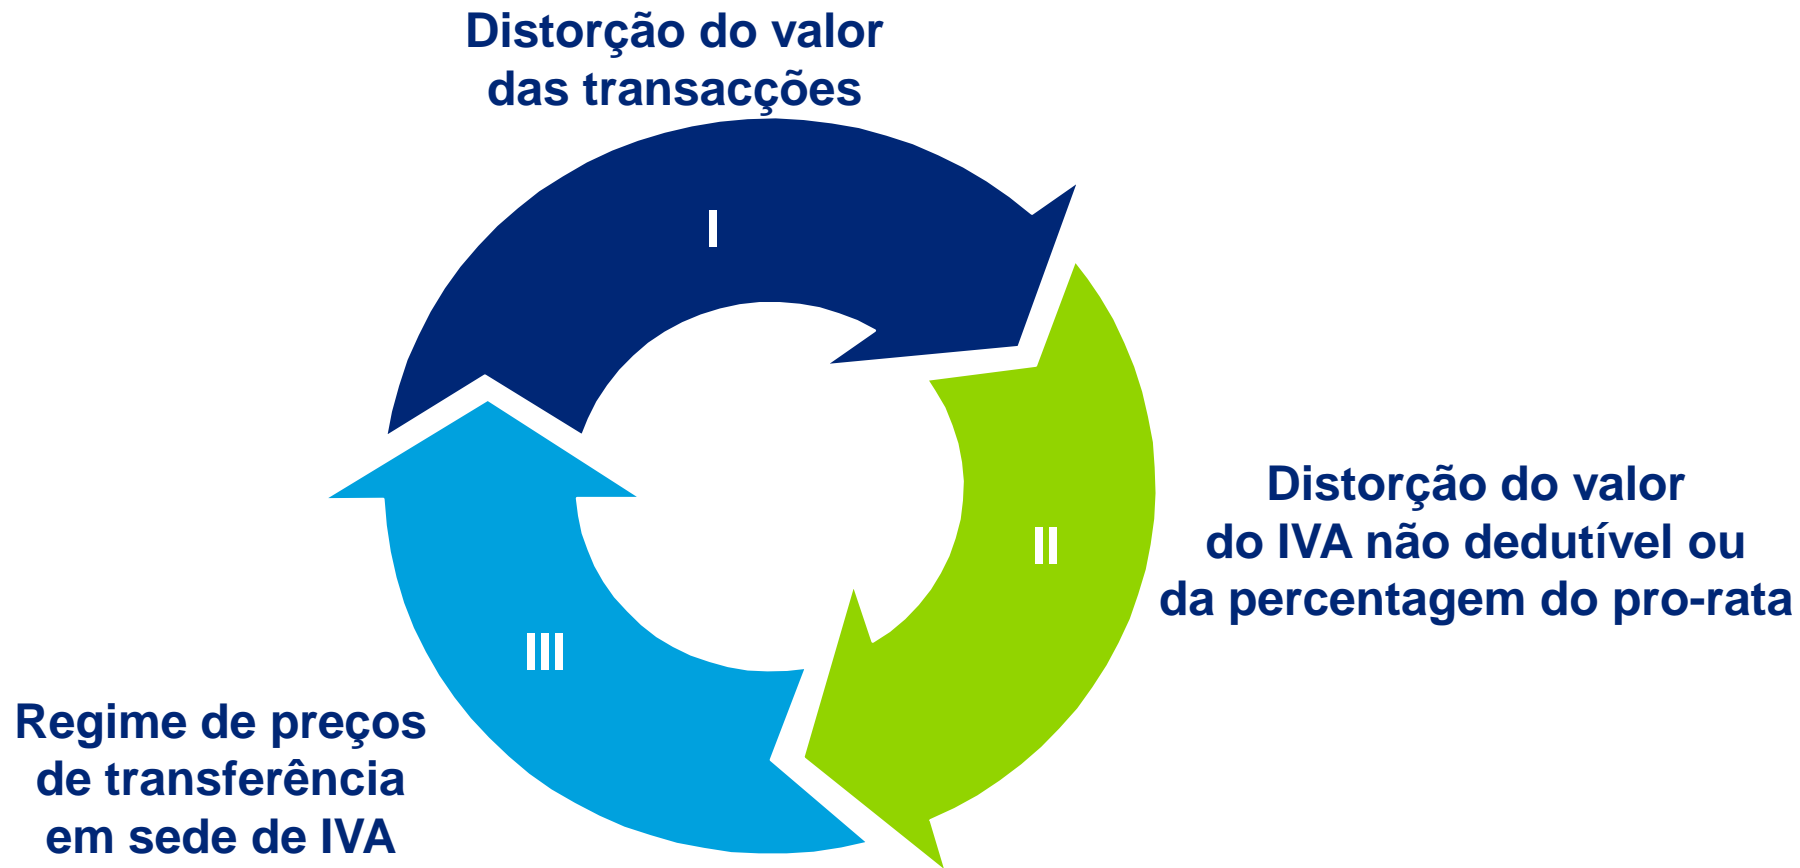 Distorção do valor
das transacções
I
II
Distorção do valor
do IVA não dedutível ou
da percentagem do pro-rata
III
Regime de preços
de transferência
em sede de IVA